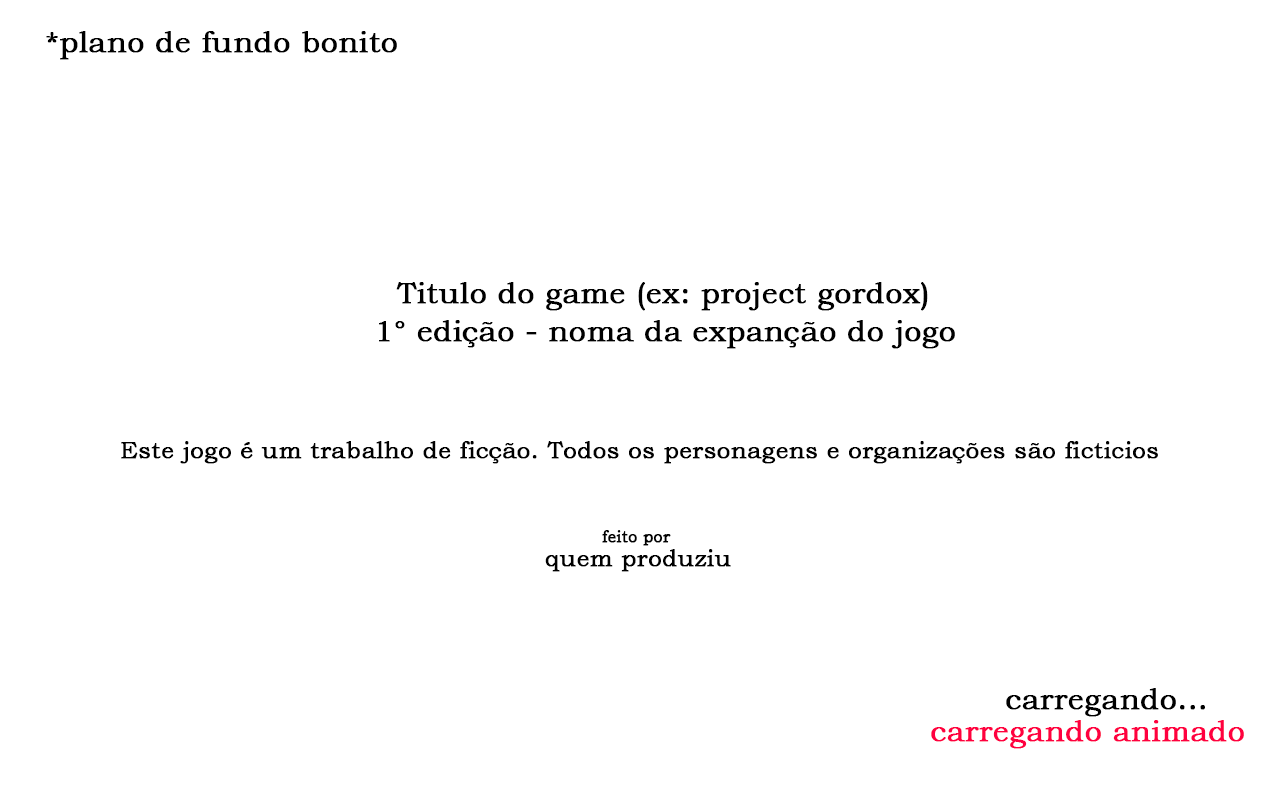 *plano de fundo bonito
Titulo do game (ex: project gordox)
1° edição - noma da expanção do jogo
Este jogo é um trabalho de ficção. Todos os personagens e organizações são ficticios
feito por
quem produziu
carregando...
carregando animado